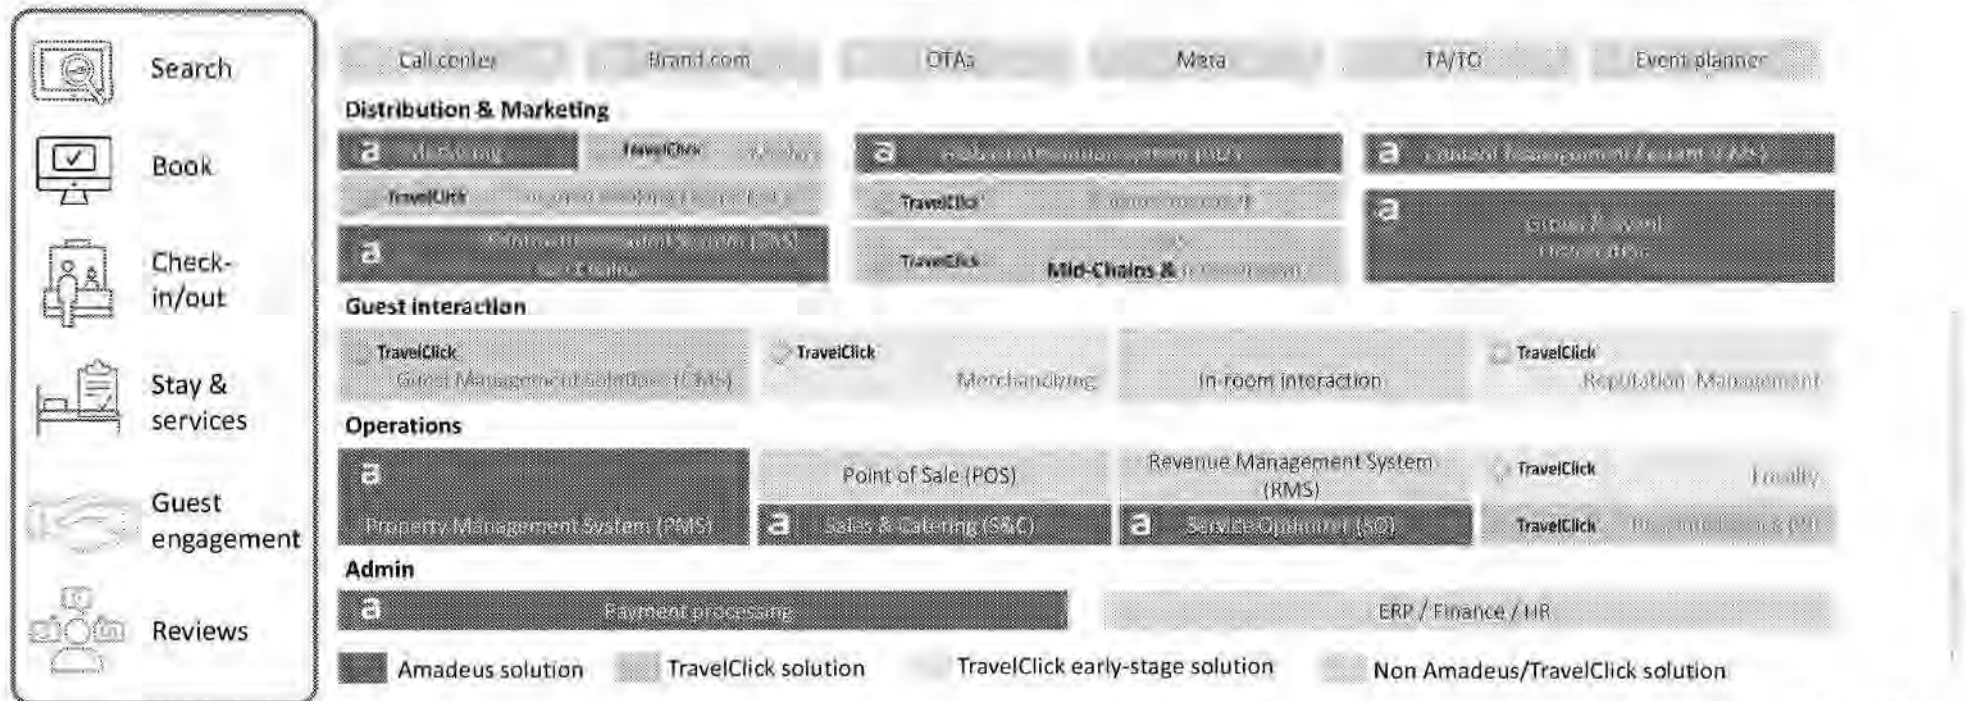 Search
Book
Check-
in/out
Stay &
services
Guest
engagement
Reviews
Call center
Brand.com
OTAs
Meta
TA/TO
Event planner
Distribution & Marketing
a
TravelClick
a
a
TravelClick
TravelClick
a
a
TravelClick
Mid-Chains &
Guest interaction
TravelClick
Guest Management Solutions
TravelClick
Merchandizing
In-room interaction
TravelClick
Reputation Management
Operations
a
Property Management System (PMS)
Point of Sale (POS)
a Sales & Catering (S&C)
Revenue Management System
(RMS)
a Service Optimizer (SO)
TravelClick Loyalty
TravelClick
Admin
a Payment processing
ERP / Finance / HR
Amadeus solution
TravelClick solution
TravelClick early-stage solution
Non Amadeus/TravelClick solution